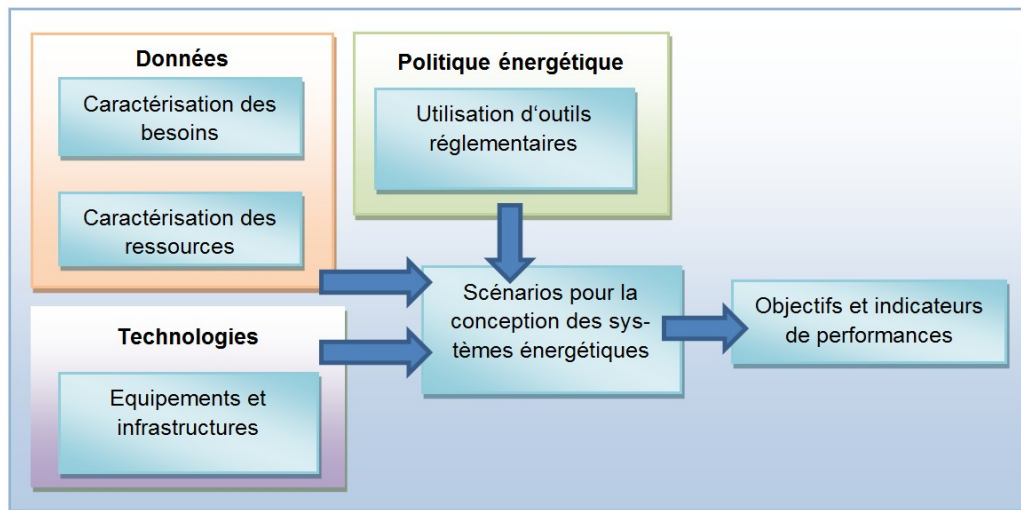 Données
Caractérisation des
besoins
Caractérisation des
ressources
Politique énergétique
Utilisation d‘outils
réglementaires
Technologies
Equipements et
infrastructures
Scénarios pour la
conception des sys-
tèmes énergétiques
Objectifs et indicateurs
de performances